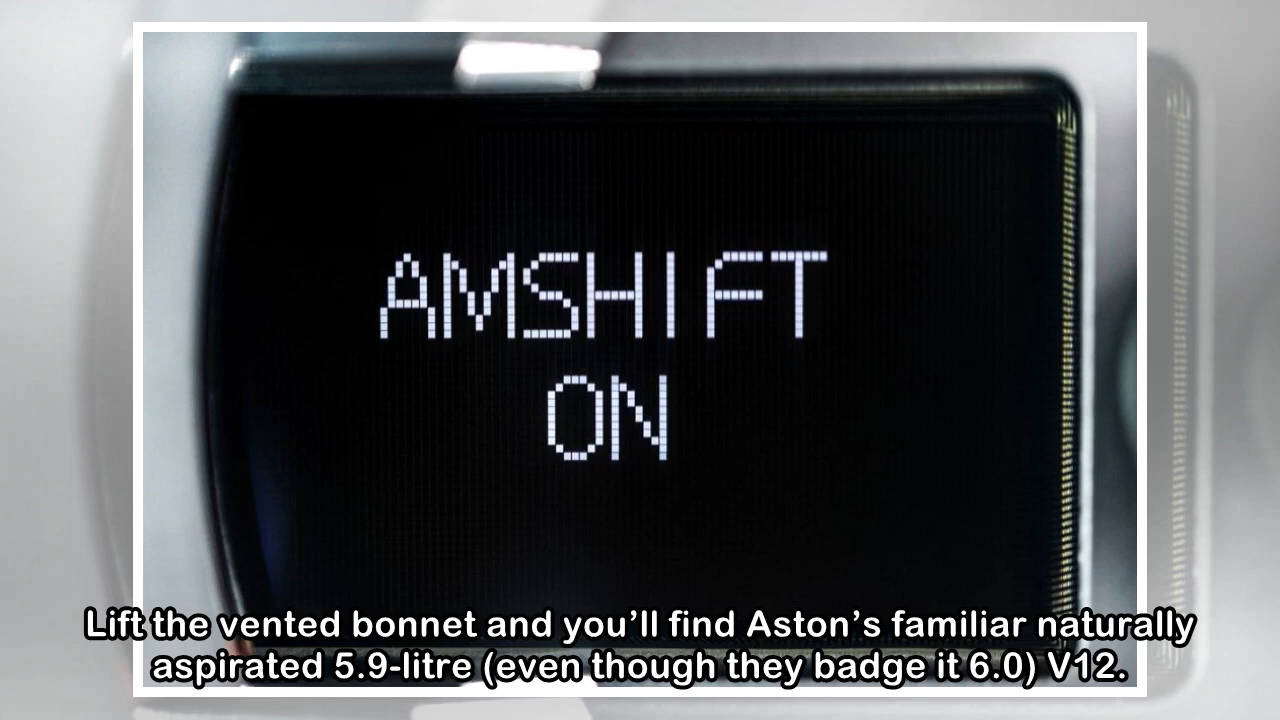 AMSHIFT
ON
Lift the vented bonnet and you’ll find Aston’s familiar naturally
aspirated 5.9-litre (even though they badge it 6.0) V12.